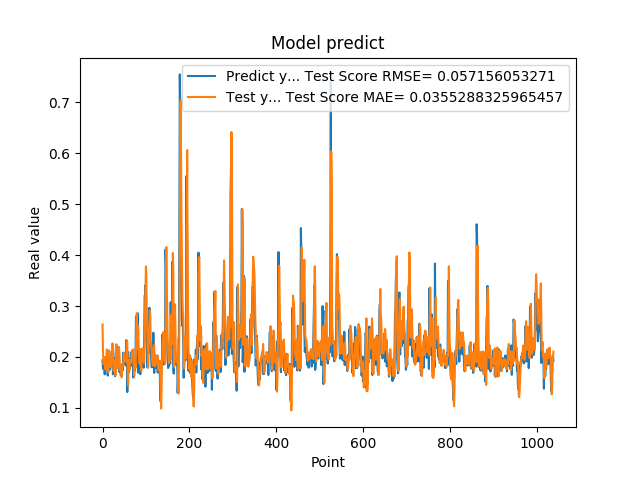 Model predict
Predict y... Test Score RMSE= 0.057156053271
Test y... Test Score MAE= 0.0355288325965457
0.7
0.6
0.5
0.4
0.3
0.2
0.1
Real value
0 200 400 600 800 1000
Point